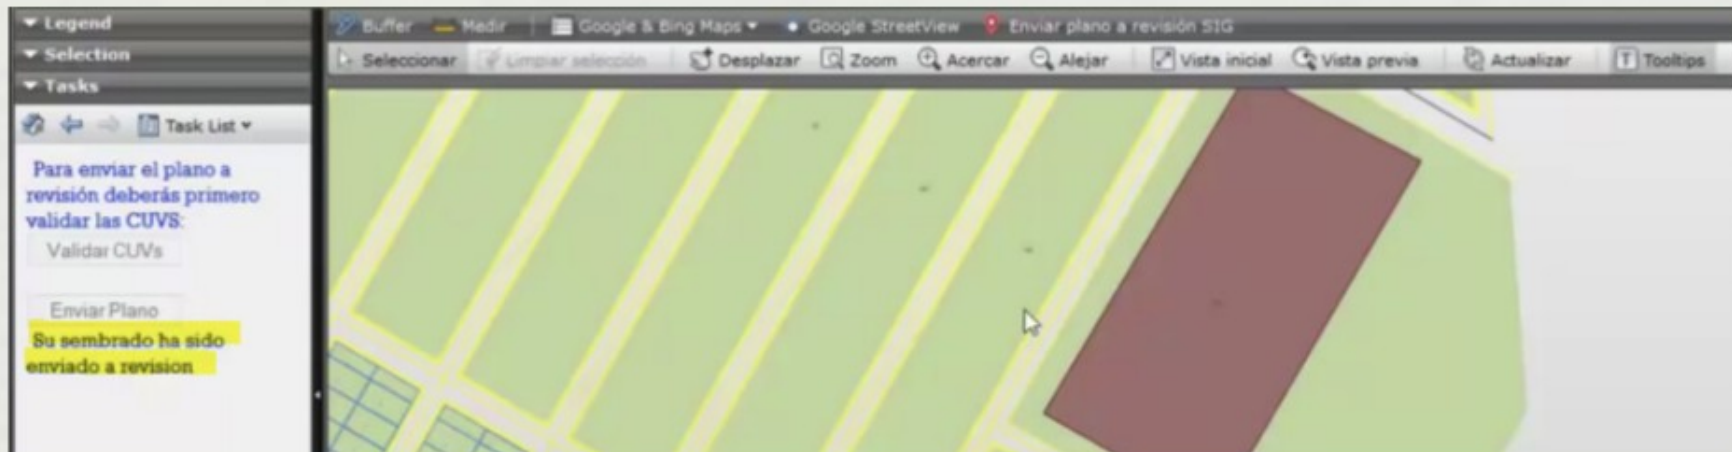 Legend
Selection
Tasks
Task List
Para enviar el plano a
revisión deberás primero
validar las CUVS:
Validar CUVs
Enviar Plano
Su sembrado ha sido
enviado a revision
Buffer Medir Google & Bing Maps Google StreetView Enviar plano a revisión SIG
Seleccionar Limpiar selección Desplazar Zoom Acercar Alejar Vista inicial Vista previa Actualizar Tooltips